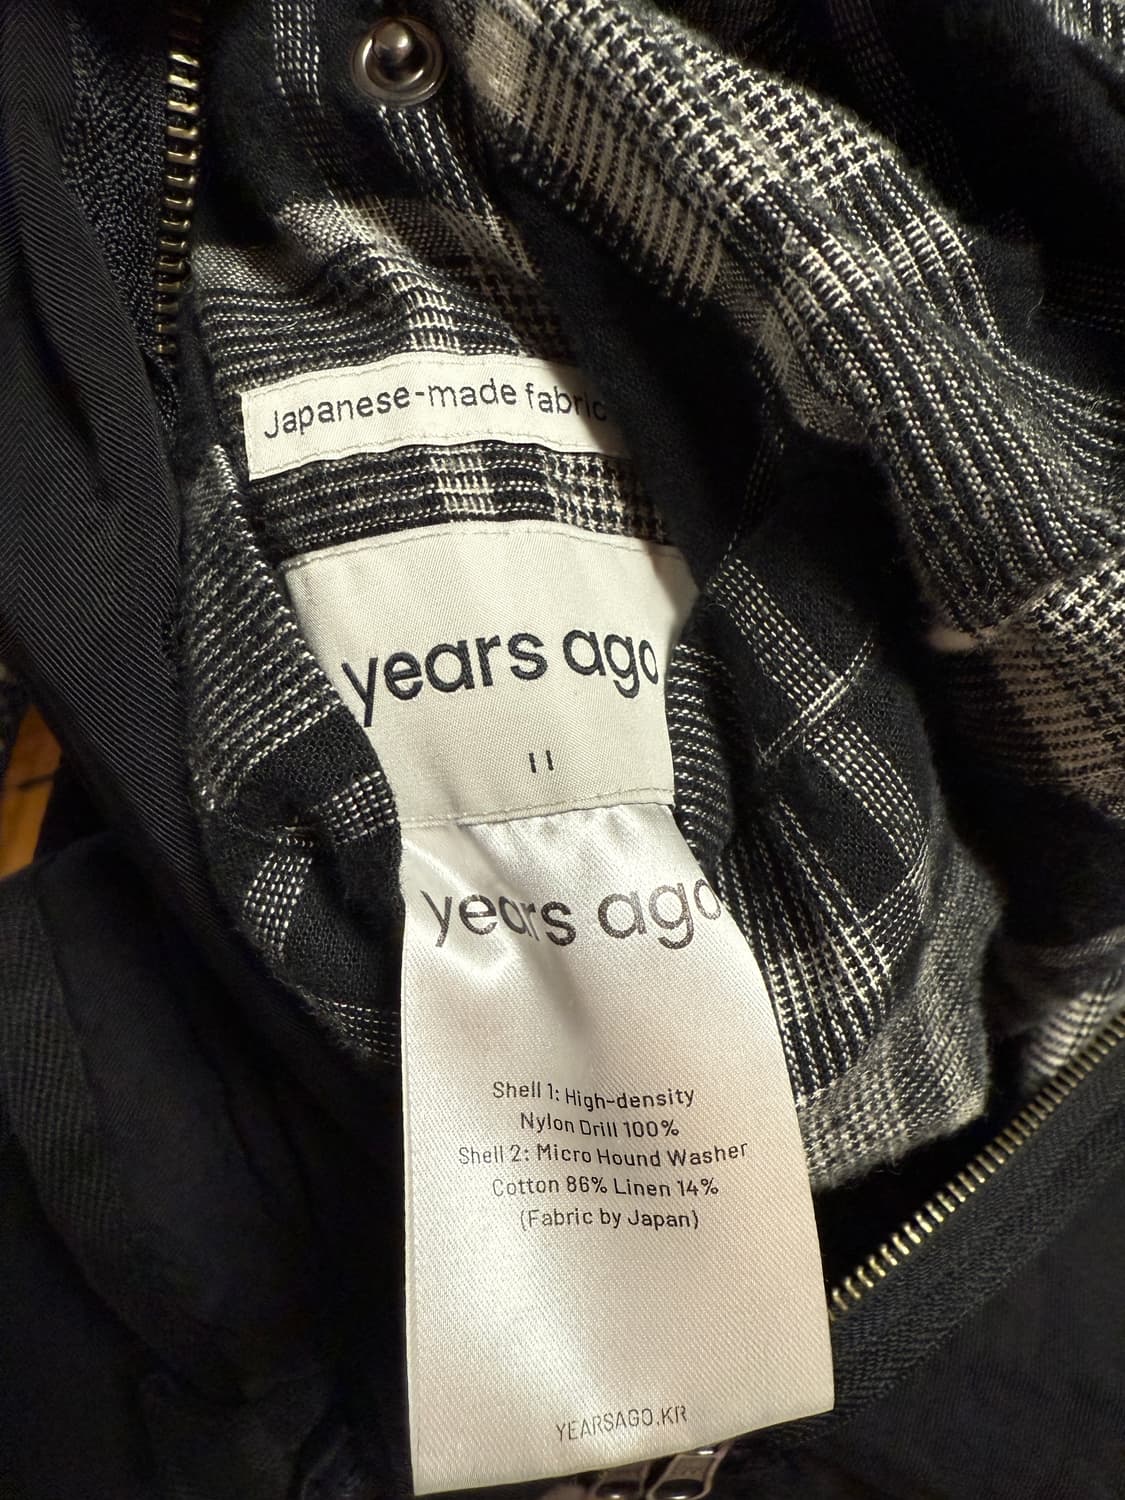 Japanese-made fabric
years ago
II
years ago
Shell 1: High-density
Nylon Drill 100%
Shell 2: Micro Hound Washer
Cotton 86% Linen 14%
(Fabric by Japan)
YEARSAGO.KR